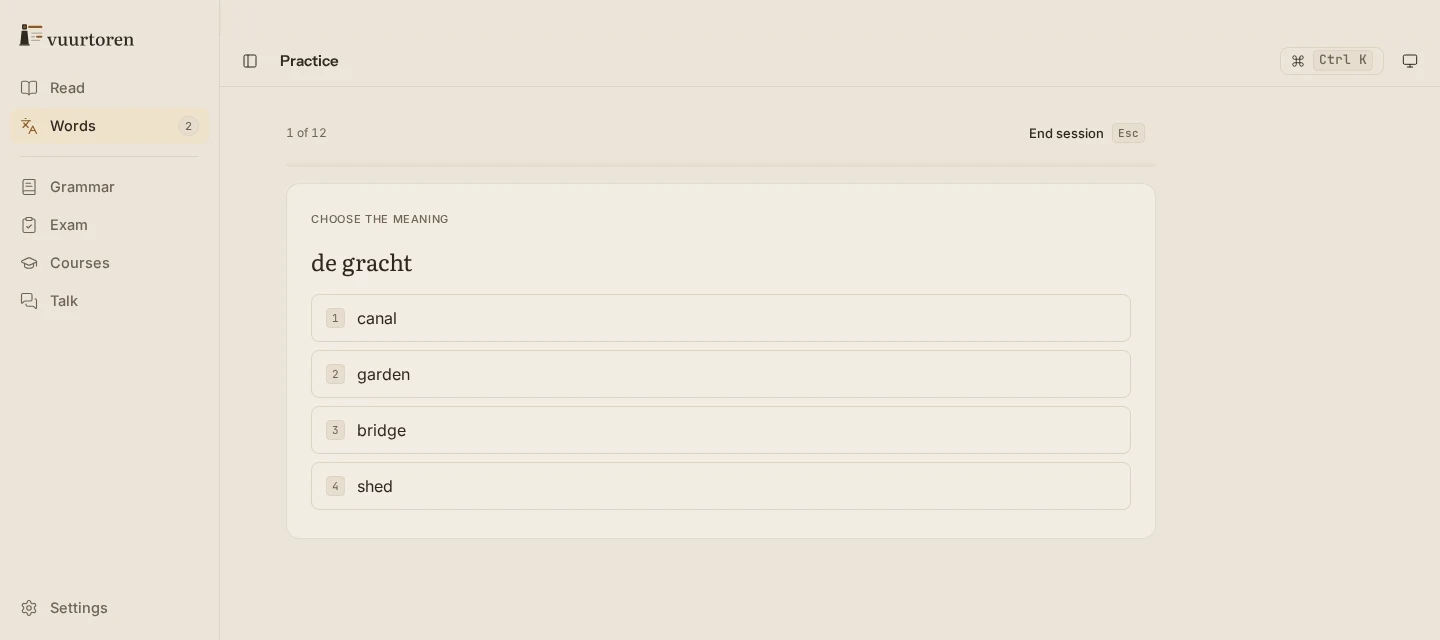 vuurtoren
Read
Words 2
Grammar
Exam
Courses
Talk
Settings
Practice
⌘ Ctrl K
1 of 12
End session Esc
CHOOSE THE MEANING
de gracht
1 canal
2 garden
3 bridge
4 shed